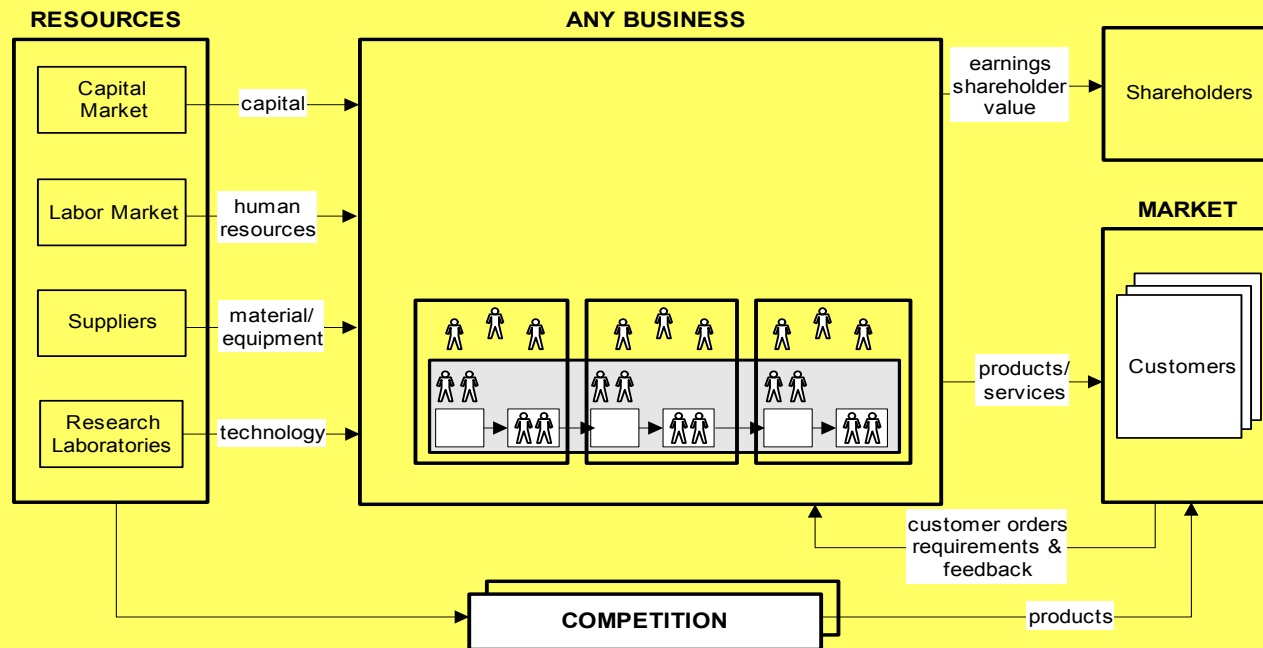 RESOURCES
ANY BUSINESS
Capital
Market
capital
earnings
shareholder
value
Shareholders
Labor Market
human
resources
MARKET
Suppliers
material/
equipment
Customers
products/
services
Research
Laboratories
technology
customer orders
requirements &
feedback
COMPETITION
products